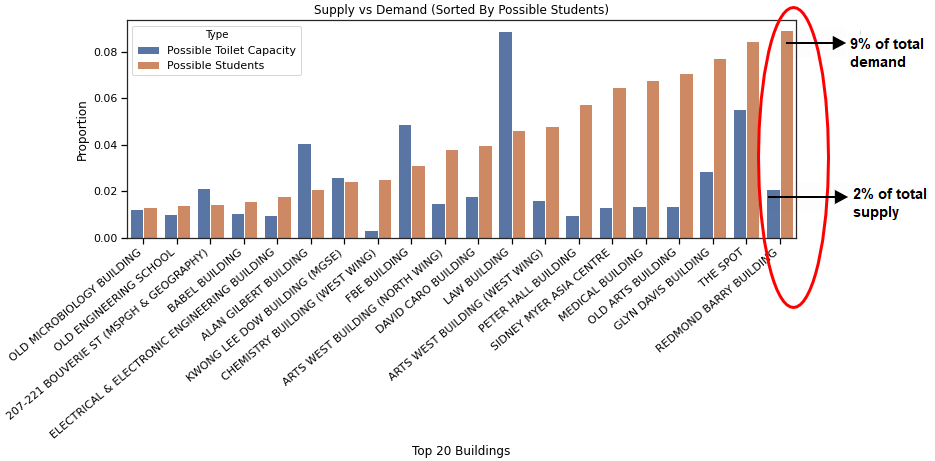 Supply vs Demand (Sorted By Possible Students)
Type
Possible Toilet Capacity
Possible Students
9% of total
demand
2% of total
supply
Proportion
0.08
0.06
0.04
0.02
0.00
OLD MICROBIOLOGY BUILDING
OLD ENGINEERING SCHOOL
207-221 BOUVERIE ST (MSPGH & GEOGRAPHY)
BABEL BUILDING
ELECTRICAL & ELECTRONIC ENGINEERING BUILDING
ALAN GILBERT BUILDING
KWONG LEE DOW BUILDING (MGSE)
CHEMISTRY BUILDING (WEST WING)
FBE BUILDING
ARTS WEST BUILDING (NORTH WING)
DAVID CARO BUILDING
LAW BUILDING
ARTS WEST BUILDING (WEST WING)
PETER HALL BUILDING
SIDNEY MYER ASIA CENTRE
MEDICAL BUILDING
OLD ARTS BUILDING
GLYN DAVIS BUILDING
THE SPOT
REDMOND BARRY BUILDING
Top 20 Buildings